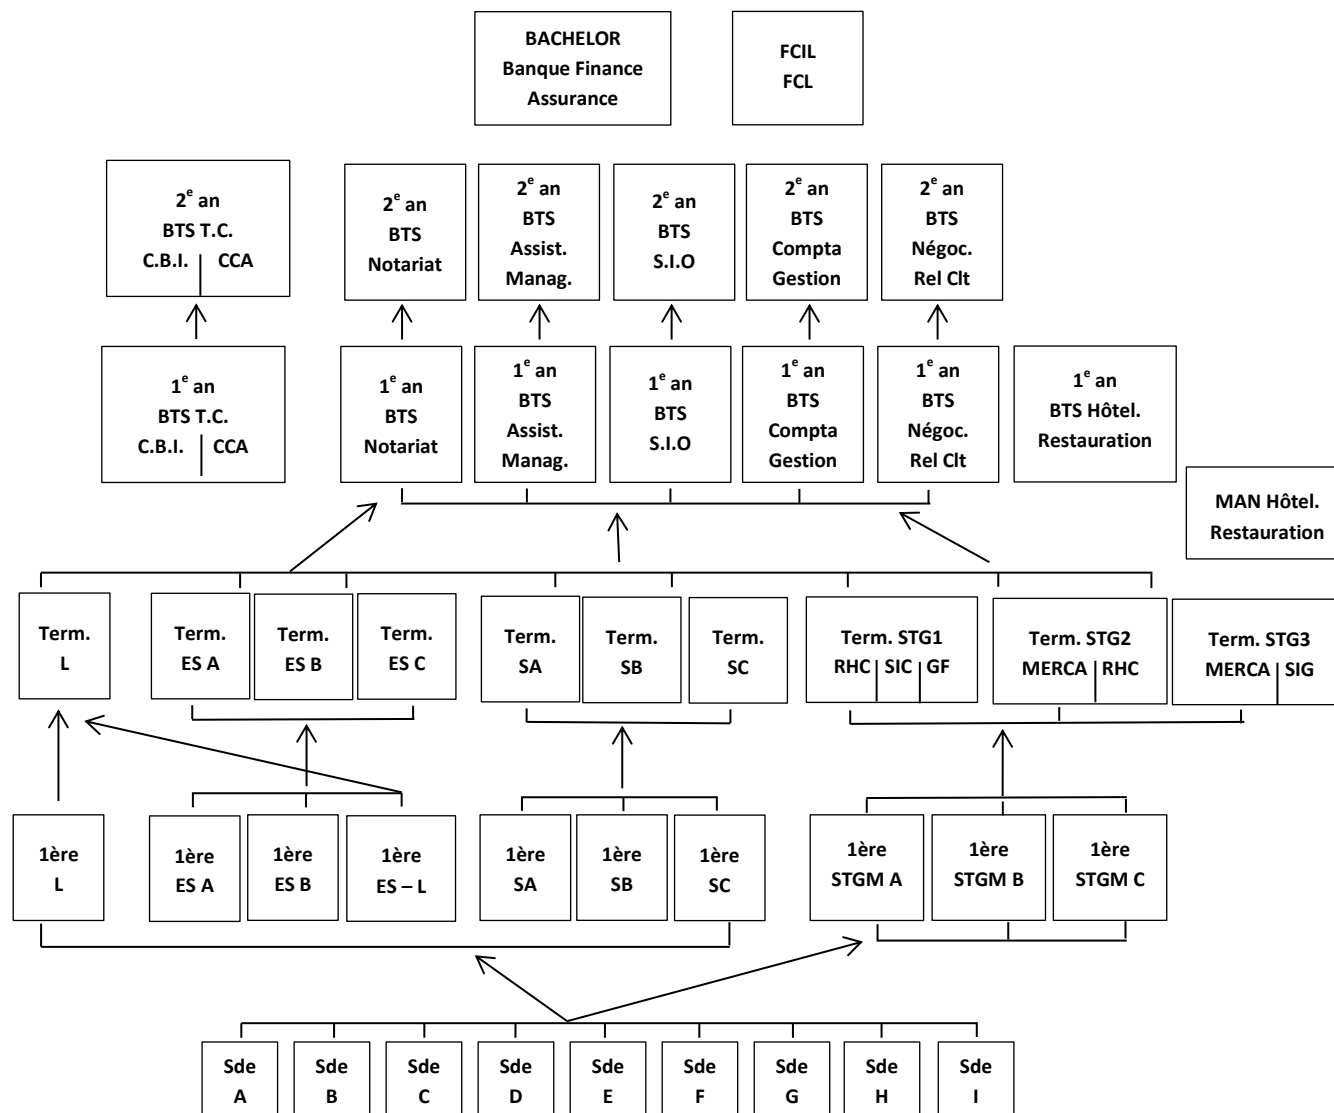 BACHELOR
Banque Finance
Assurance
FCIL
FCL
2e an
BTS T.C.
C.B.I. | CCA
2e an
BTS
Notariat
2e an
BTS
Assist.
Manag.
2e an
BTS
S.I.O
2e an
BTS
Compta
Gestion
2e an
BTS
Négoc.
Rel Clt
1e an
BTS T.C.
C.B.I. | CCA
1e an
BTS
Notariat
1e an
BTS
Assist.
Manag.
1e an
BTS
S.I.O
1e an
BTS
Compta
Gestion
1e an
BTS
Négoc.
Rel Clt
1e an
BTS Hôtel.
Restauration
MAN Hôtel.
Restauration
Term.
L
Term.
ES A
Term.
ES B
Term.
ES C
Term.
SA
Term.
SB
Term.
SC
Term. STG1
RHC | SIC | GF
Term. STG2
MERCA | RHC
Term. STG3
MERCA | SIG
1ère
L
1ère
ES A
1ère
ES B
1ère
ES – L
1ère
SA
1ère
SB
1ère
SC
1ère
STGM A
1ère
STGM B
1ère
STGM C
Sde
A
Sde
B
Sde
C
Sde
D
Sde
E
Sde
F
Sde
G
Sde
H
Sde
I